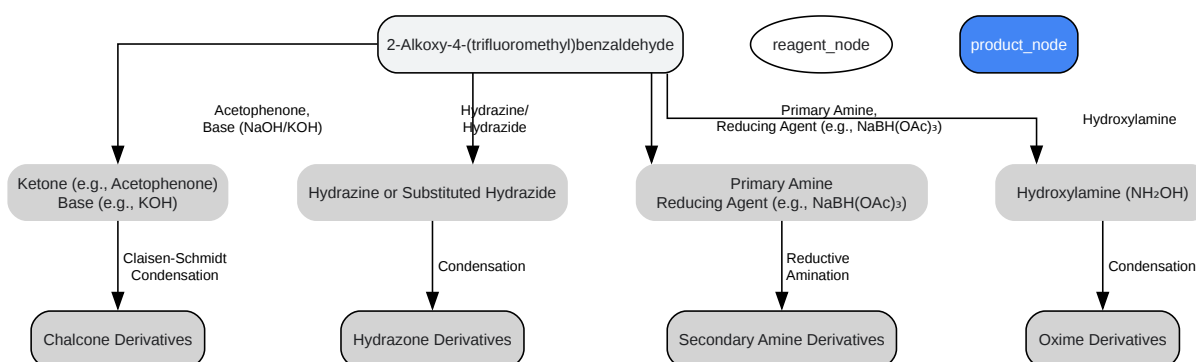 2-Alkoxy-4-(trifluoromethyl)benzaldehyde
reagent_node
product_node
Acetophenone,
Base (NaOH/KOH)
Hydrazine/
Hydrazide
Primary Amine,
Reducing Agent (e.g., NaBH(OAc)₃)
Hydroxylamine
Ketone (e.g., Acetophenone)
Base (e.g., KOH)
Hydrazine or Substituted Hydrazide
Primary Amine
Reducing Agent (e.g., NaBH(OAc)₃)
Hydroxylamine (NH₂OH)
Claisen-Schmidt
Condensation
Condensation
Reductive
Amination
Condensation
Chalcone Derivatives
Hydrazone Derivatives
Secondary Amine Derivatives
Oxime Derivatives